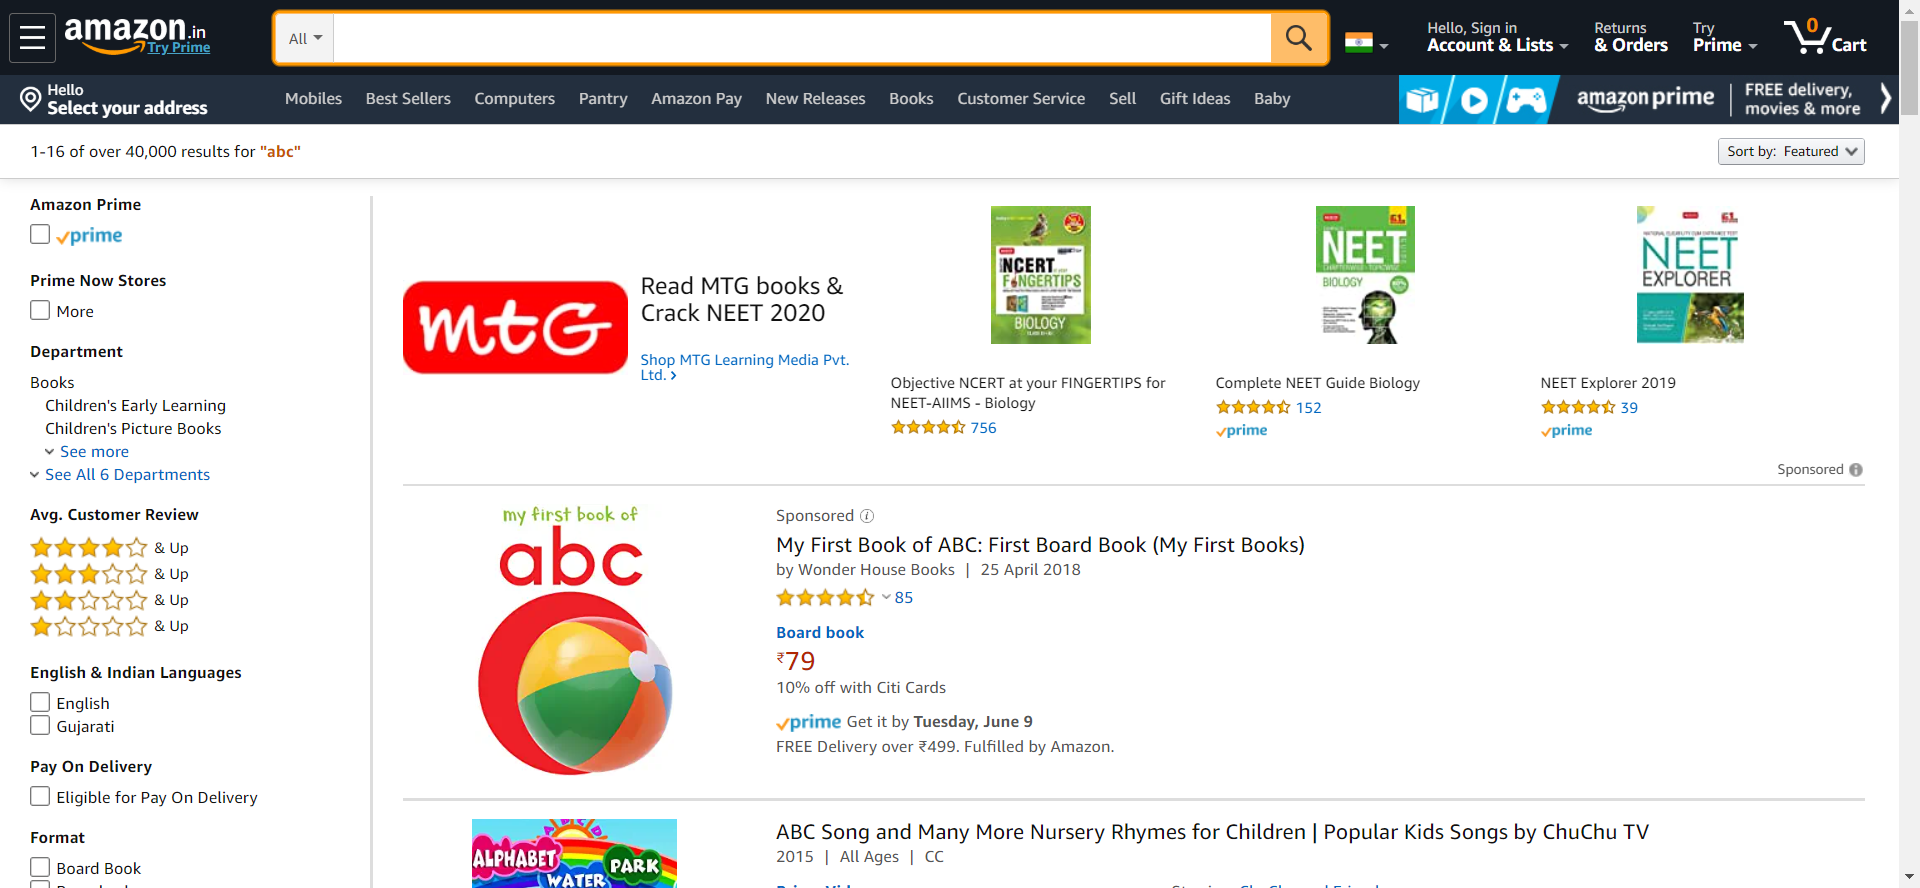 amazon.in
Try Prime
All
Hello, Sign in
Account & Lists
Returns
& Orders
Try
Prime
0
Cart
Hello
Select your address
Mobiles
Best Sellers
Computers
Pantry
Amazon Pay
New Releases
Books
Customer Service
Sell
Gift Ideas
Baby
amazon prime
FREE delivery,
movies & more
1-16 of over 40,000 results for "abc"
Sort by: Featured
Amazon Prime
prime
Prime Now Stores
More
Department
Books
Children's Early Learning
Children's Picture Books
See more
See All 6 Departments
Avg. Customer Review
& Up
& Up
& Up
& Up
English & Indian Languages
English
Gujarati
Pay On Delivery
Eligible for Pay On Delivery
Format
Board Book
mtG
Read MTG books &
Crack NEET 2020
Shop MTG Learning Media Pvt.
Ltd.
NCERT
FINGERTIPS
BIOLOGY
Objective NCERT at your FINGERTIPS for
NEET-AIIMS - Biology
756
NEET
BIOLOGY
Complete NEET Guide Biology
152
prime
NEET
EXPLORER
NEET Explorer 2019
39
prime
Sponsored
my first book of
abc
Sponsored
My First Book of ABC: First Board Book (My First Books)
by Wonder House Books | 25 April 2018
85
Board book
₹79
10% off with Citi Cards
prime Get it by Tuesday, June 9
FREE Delivery over ₹499. Fulfilled by Amazon.
ABCD
ALPHABET
WATER
PARK
ABC Song and Many More Nursery Rhymes for Children | Popular Kids Songs by ChuChu TV
2015 | All Ages | CC